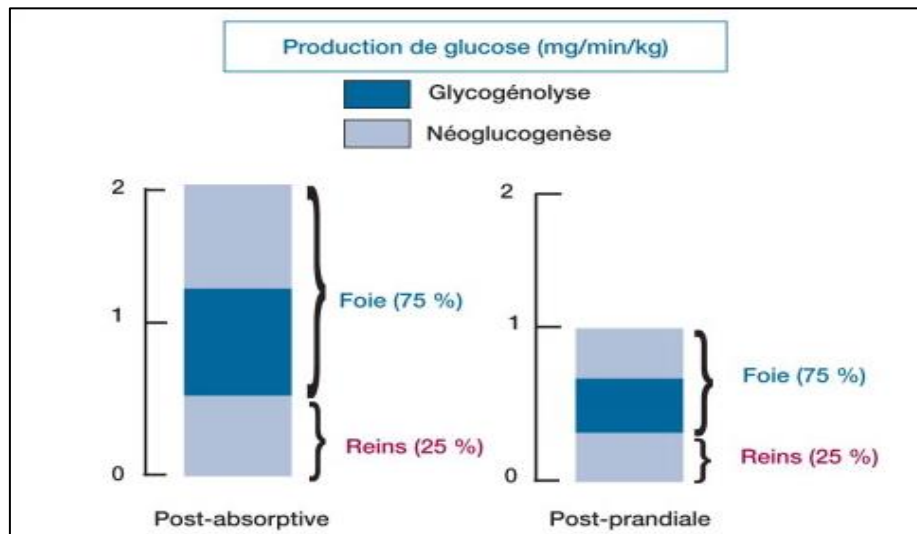 Production de glucose (mg/min/kg)
Glycogénolyse
Néoglucogenèse
2
1
0
Foie (75 %)
Reins (25 %)
Post-absorptive
2
1
0
Foie (75 %)
Reins (25 %)
Post-prandiale